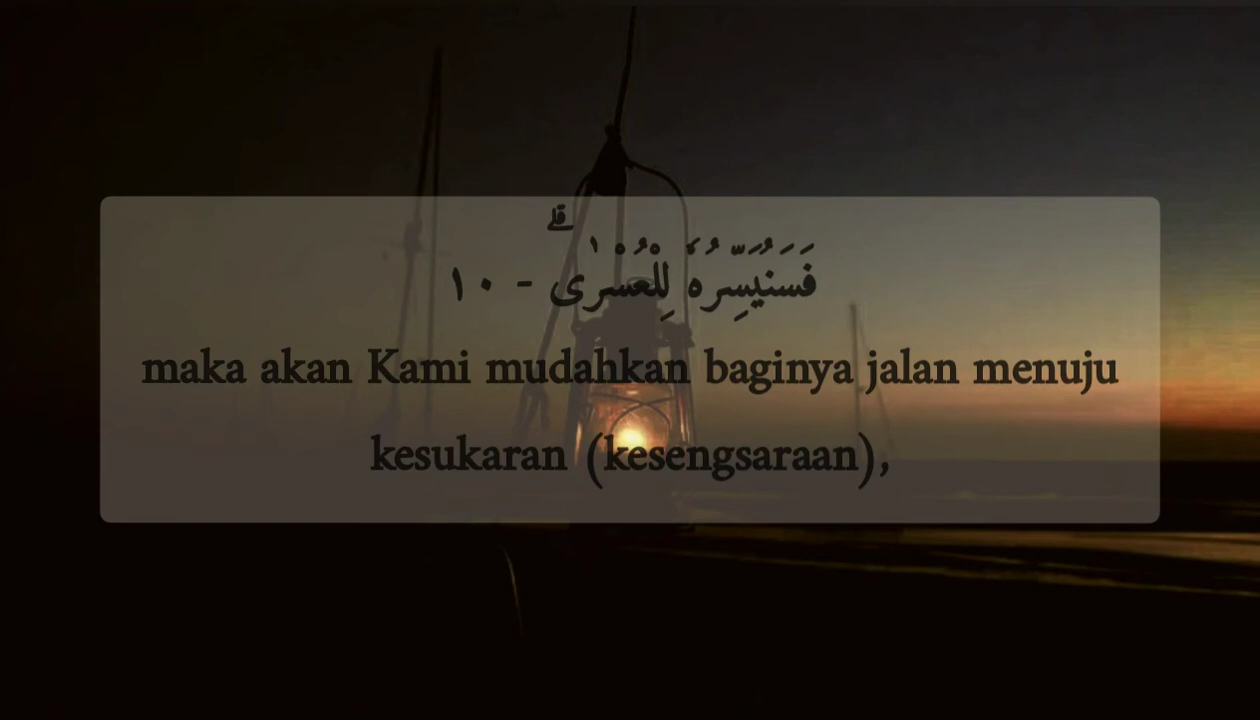 فَسَنُيَسِّرُهٗ لِلْعُسْرٰىۗ - ١٠
maka akan Kami mudahkan baginya jalan menuju
kesukaran (kesengsaraan),